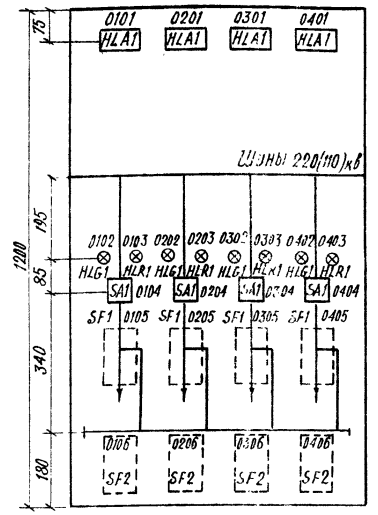 75
0101 0201 0301 0401
HLA1 HLA1 HLA1 HLA1
Шины 220(110)кв
1200
195
0102 0103 0202 0203 0302 0303 0402 0403
HLG1 HLR1 HLG1 HLR1 HLG1 HLR1 HLG1 HLR1
85
SA1 0104 SA1 0204 SA1 0304 SA1 0404
SF1 0105 SF1 0205 SF1 0305 SF1 0405
340
0106 0206 0306 0406
180
SF2 SF2 SF2 SF2